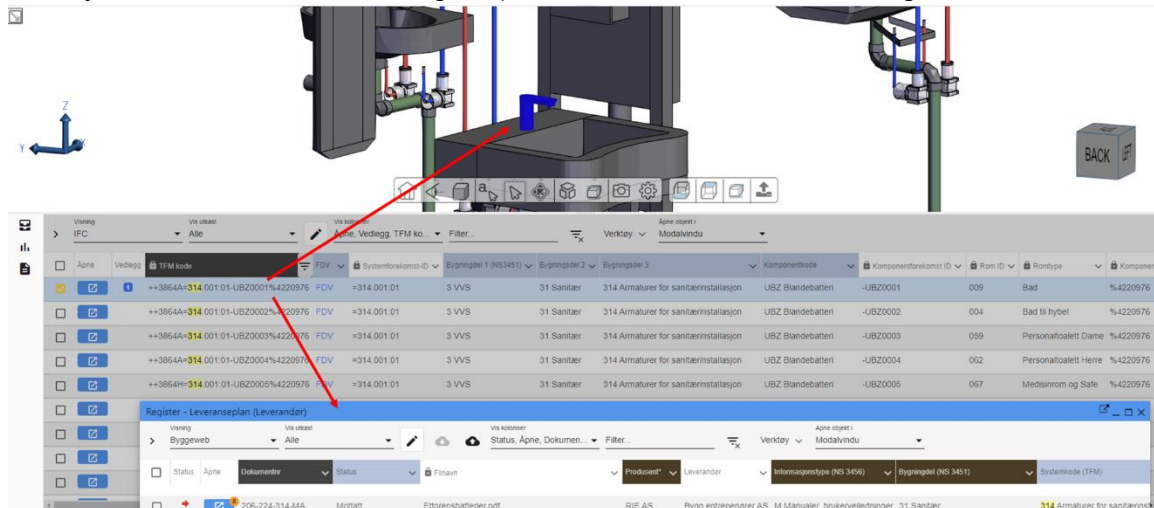 Z
Y
X
BACK
LEFT
a
Visning
Vis utkast
Vis kolonner
Åpne objekt i
IFC
Alle
Åpne, Vedlegg, TFM ko...
Filter...
Verktøy
Modalvindu
Åpne Vedlegg TFM kode FDV Systemforekomst-ID Bygningsdel 1 (NS3451) Bygningsdel 2 Bygningsdel 3 Komponentkode Komponentforekomst ID Rom ID Romtype Komponen
1 ++3864A=314.001:01-UBZ0001%4220976 FDV =314.001:01 3 VVS 31 Sanitær 314 Armaturer for sanitærinstallasjon UBZ Blandebatteri -UBZ0001 009 Bad %4220976
++3864A=314.001:01-UBZ0002%4220976 FDV =314.001:01 3 VVS 31 Sanitær 314 Armaturer for sanitærinstallasjon UBZ Blandebatteri -UBZ0002 004 Bad til hybel %4220976
++3864A=314.001:01-UBZ0003%4220976 FDV =314.001:01 3 VVS 31 Sanitær 314 Armaturer for sanitærinstallasjon UBZ Blandebatteri -UBZ0003 059 Personaltoalett Dame %4220976
++3864A=314.001:01-UBZ0004%4220976 FDV =314.001:01 3 VVS 31 Sanitær 314 Armaturer for sanitærinstallasjon UBZ Blandebatteri -UBZ0004 062 Personaltoalett Herre %4220976
++3864H=314.001:01-UBZ0005%4220976 FDV =314.001:01 3 VVS 31 Sanitær 314 Armaturer for sanitærinstallasjon UBZ Blandebatteri -UBZ0005 067 Medisinrom og Safe %4220976
Register - Leveranseplan (Leverandør)
Visning
Vis utkast
Vis kolonner
Åpne objekt i
Byggeweb
Alle
Status, Åpne, Dokumen...
Filter...
Verktøy
Modalvindu
Status Åpne Dokumentnr Status Filnavn Produsent* Leverandør Informasjonstype (NS 3456) Bygningsdel (NS 3451) Systemkode (TFM)
206-224-314-MA Mottatt Ettgrepsbatterier.pdf RIE AS Bygg entrepenører AS M Manualer, brukerveiledninger 31 Sanitær 314 Armaturer for sanitærinst